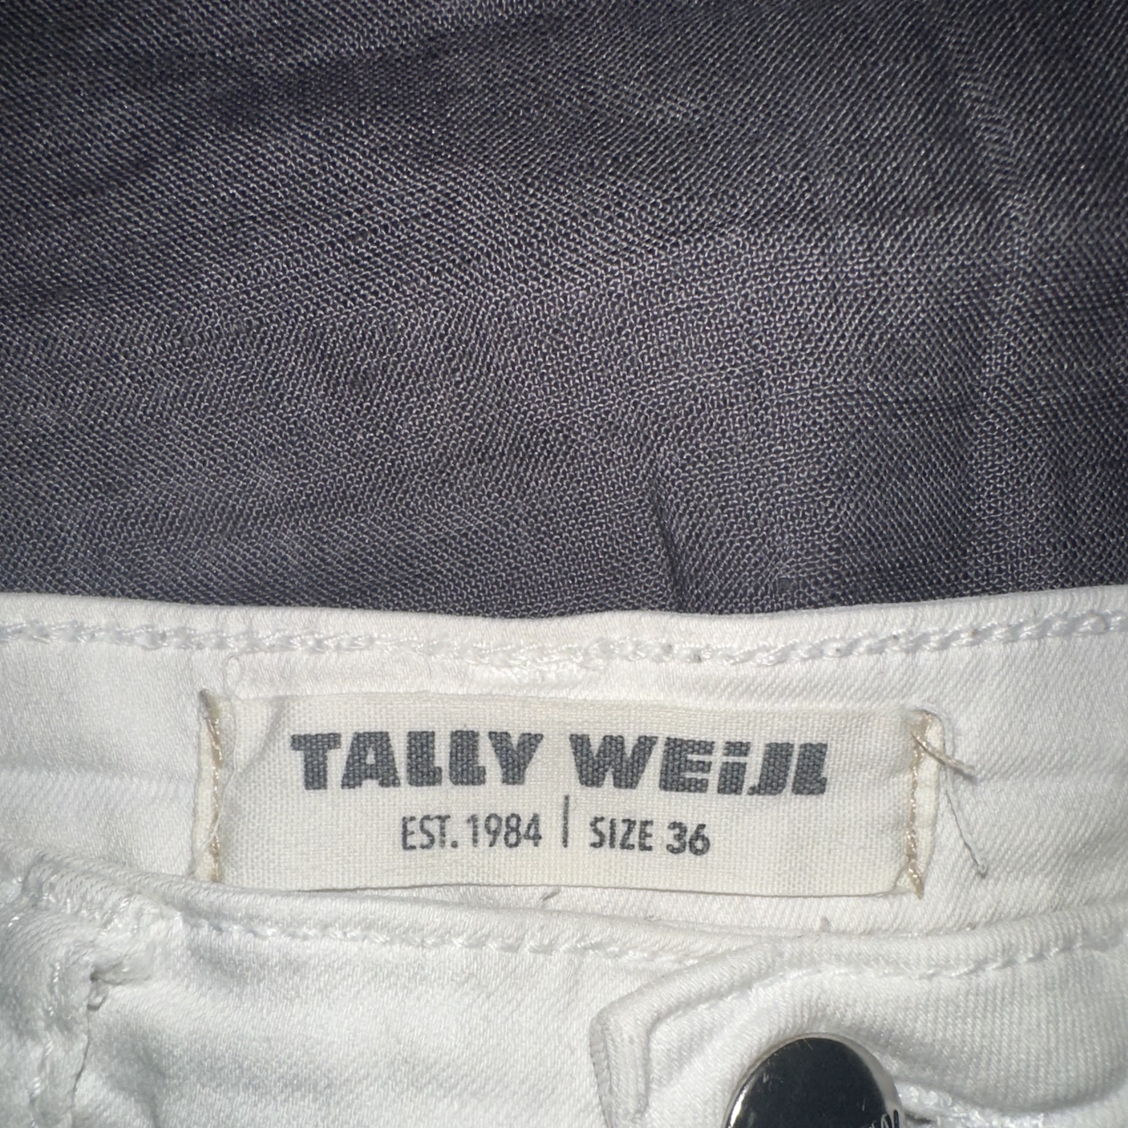 TALLY WEiJL
EST. 1984 | SIZE 36